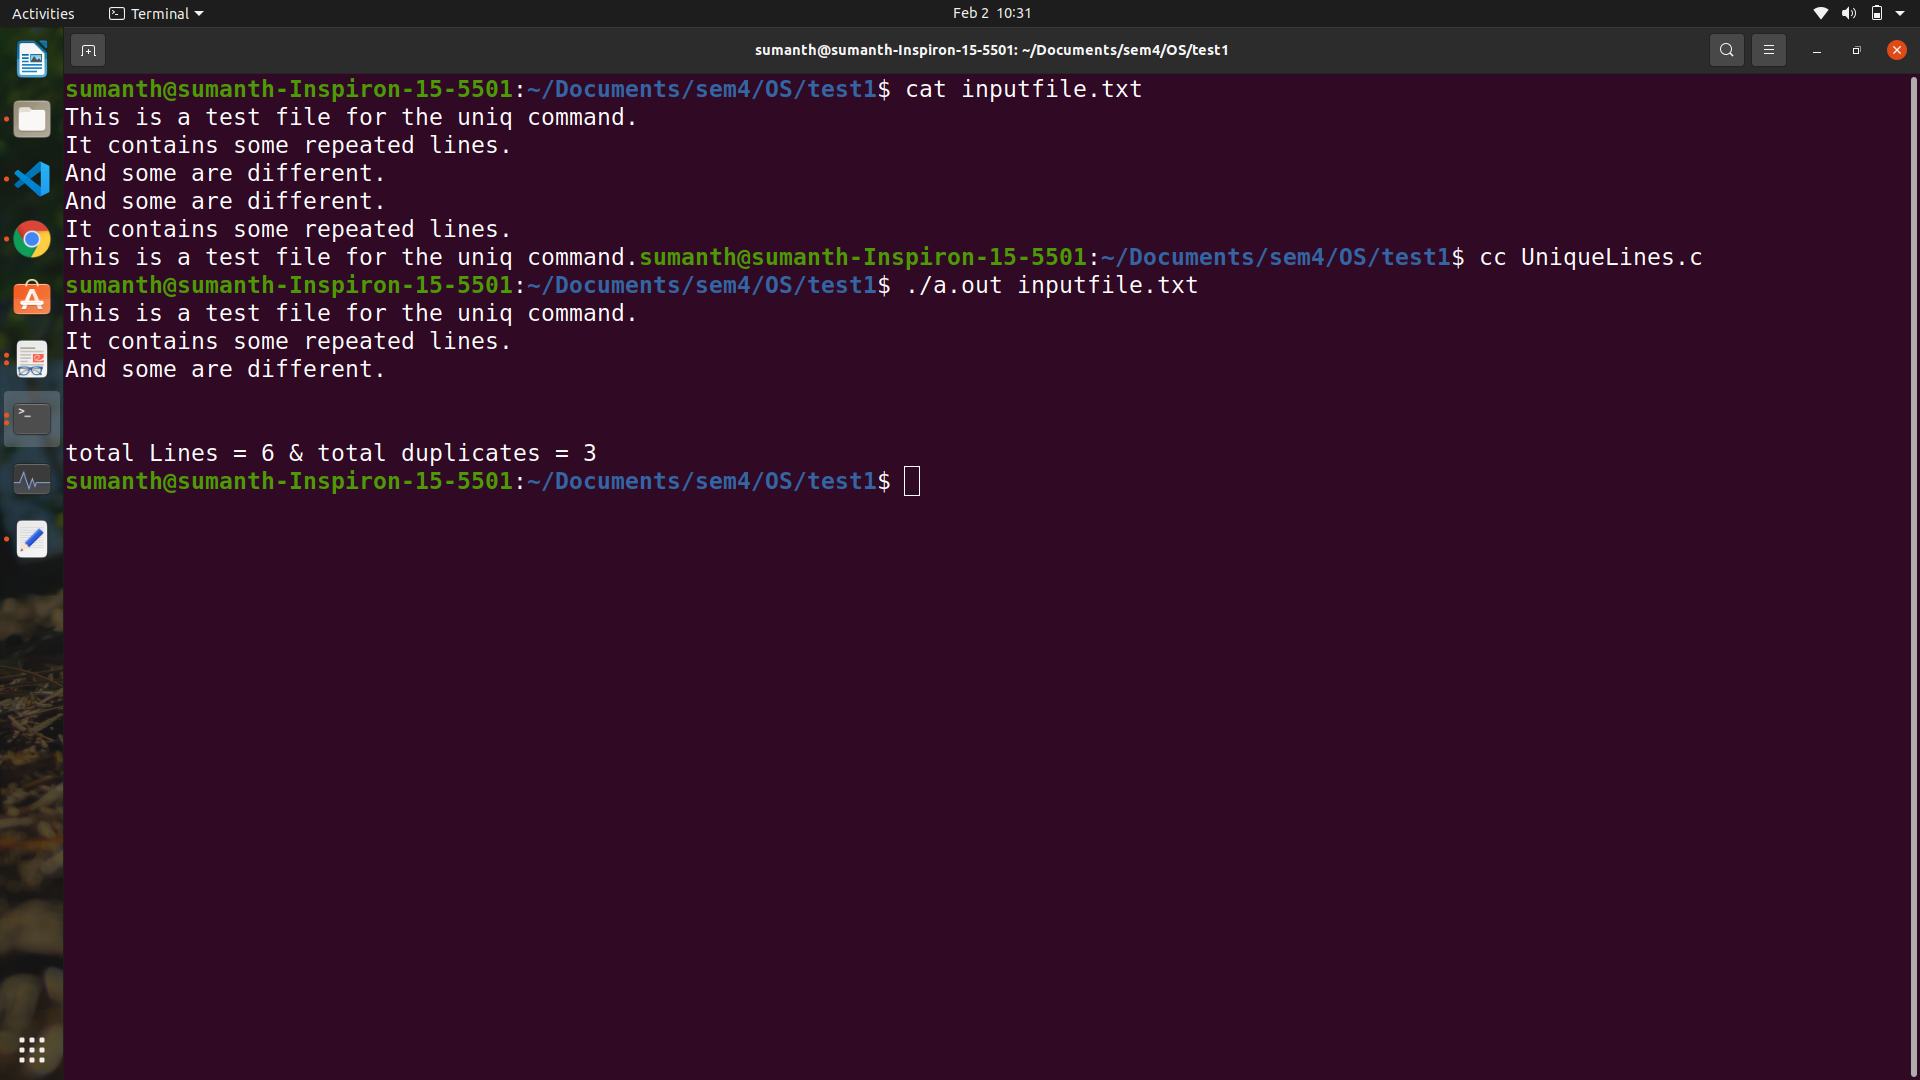 Activities Terminal Feb 2 10:31
sumanth@sumanth-Inspiron-15-5501: ~/Documents/sem4/OS/test1
sumanth@sumanth-Inspiron-15-5501:~/Documents/sem4/OS/test1$ cat inputfile.txt
This is a test file for the uniq command.
It contains some repeated lines.
And some are different.
And some are different.
It contains some repeated lines.
This is a test file for the uniq command.sumanth@sumanth-Inspiron-15-5501:~/Documents/sem4/OS/test1$ cc UniqueLines.c
sumanth@sumanth-Inspiron-15-5501:~/Documents/sem4/OS/test1$ ./a.out inputfile.txt
This is a test file for the uniq command.
It contains some repeated lines.
And some are different.
total Lines = 6 & total duplicates = 3
sumanth@sumanth-Inspiron-15-5501:~/Documents/sem4/OS/test1$